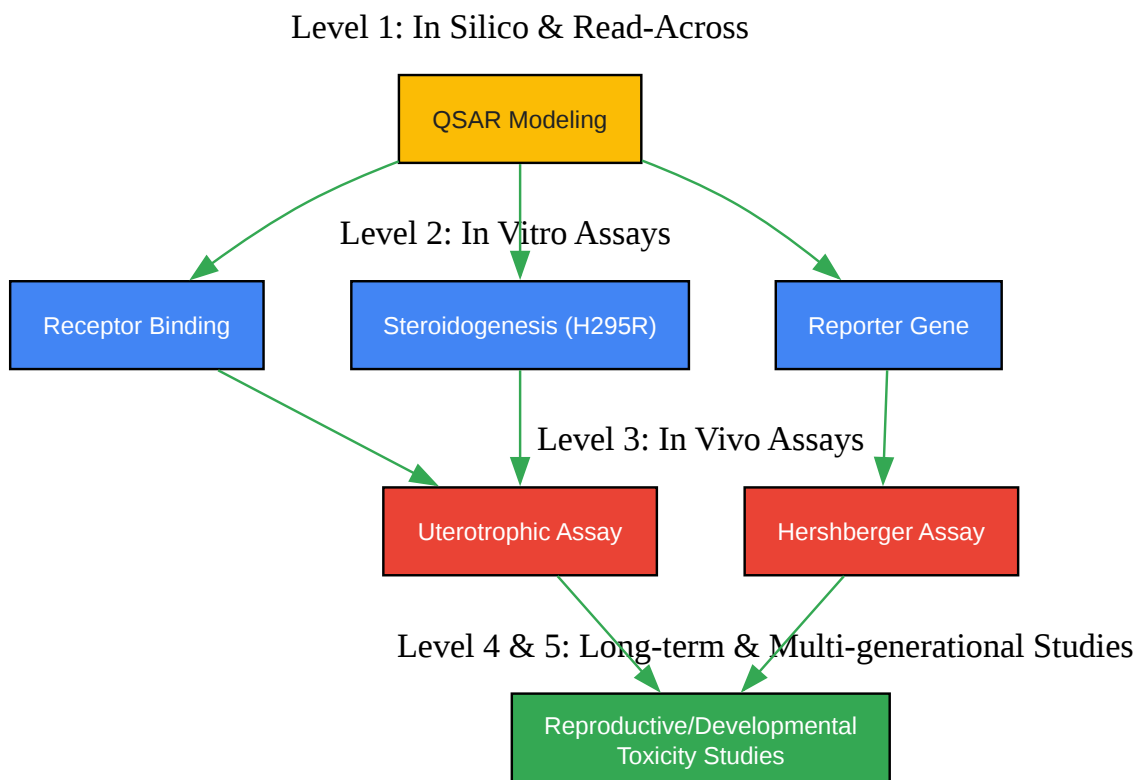 Level 1: In Silico & Read-Across
QSAR Modeling
Level 2: In Vitro Assays
Receptor Binding
Steroidogenesis (H295R)
Reporter Gene
Level 3: In Vivo Assays
Uterotrophic Assay
Hershberger Assay
Level 4 & 5: Long-term & Multi-generational Studies
Reproductive/Developmental
Toxicity Studies